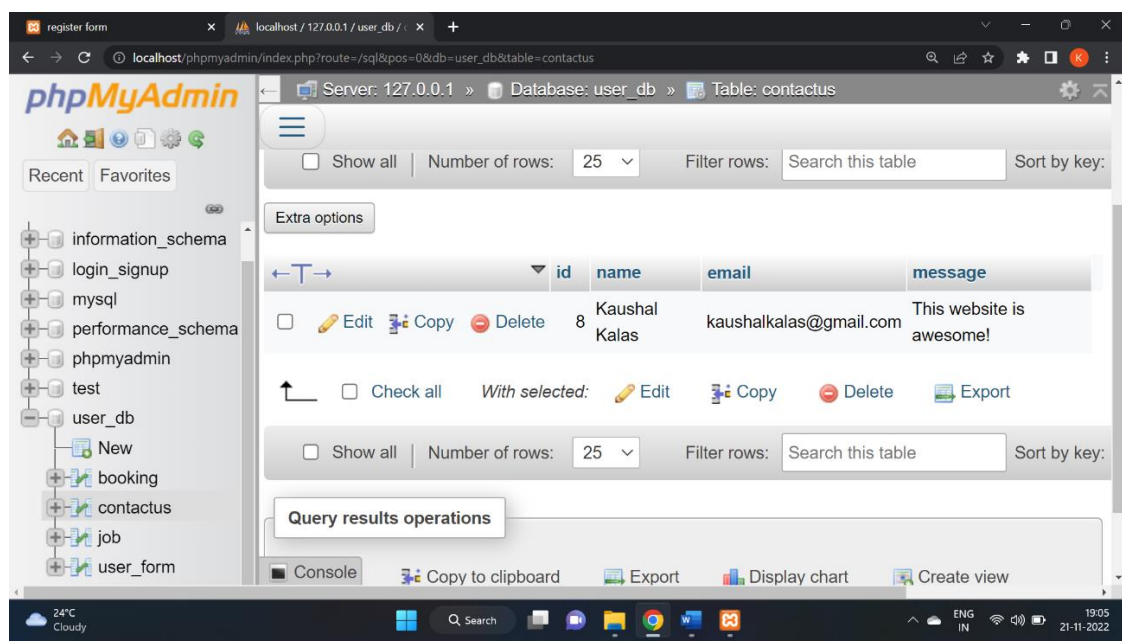 register form
localhost / 127.0.0.1 / user_db / c
localhost/phpmyadmin/index.php?route=/sql&pos=0&db=user_db&table=contactus
K
phpMyAdmin
Recent Favorites
information_schema
login_signup
mysql
performance_schema
phpmyadmin
test
user_db
New
booking
contactus
job
user_form
Server: 127.0.0.1 » Database: user_db » Table: contactus
Show all | Number of rows: 25 Filter rows: Search this table Sort by key:
Extra options
←T→ id name email message
Edit Copy Delete 8 Kaushal kaushalkalas@gmail.com This website is
Kalas awesome!
Check all With selected: Edit Copy Delete Export
Show all | Number of rows: 25 Filter rows: Search this table Sort by key:
Query results operations
Console Copy to clipboard Export Display chart Create view
24°C
Cloudy
Search
ENG
IN
19:05
21-11-2022